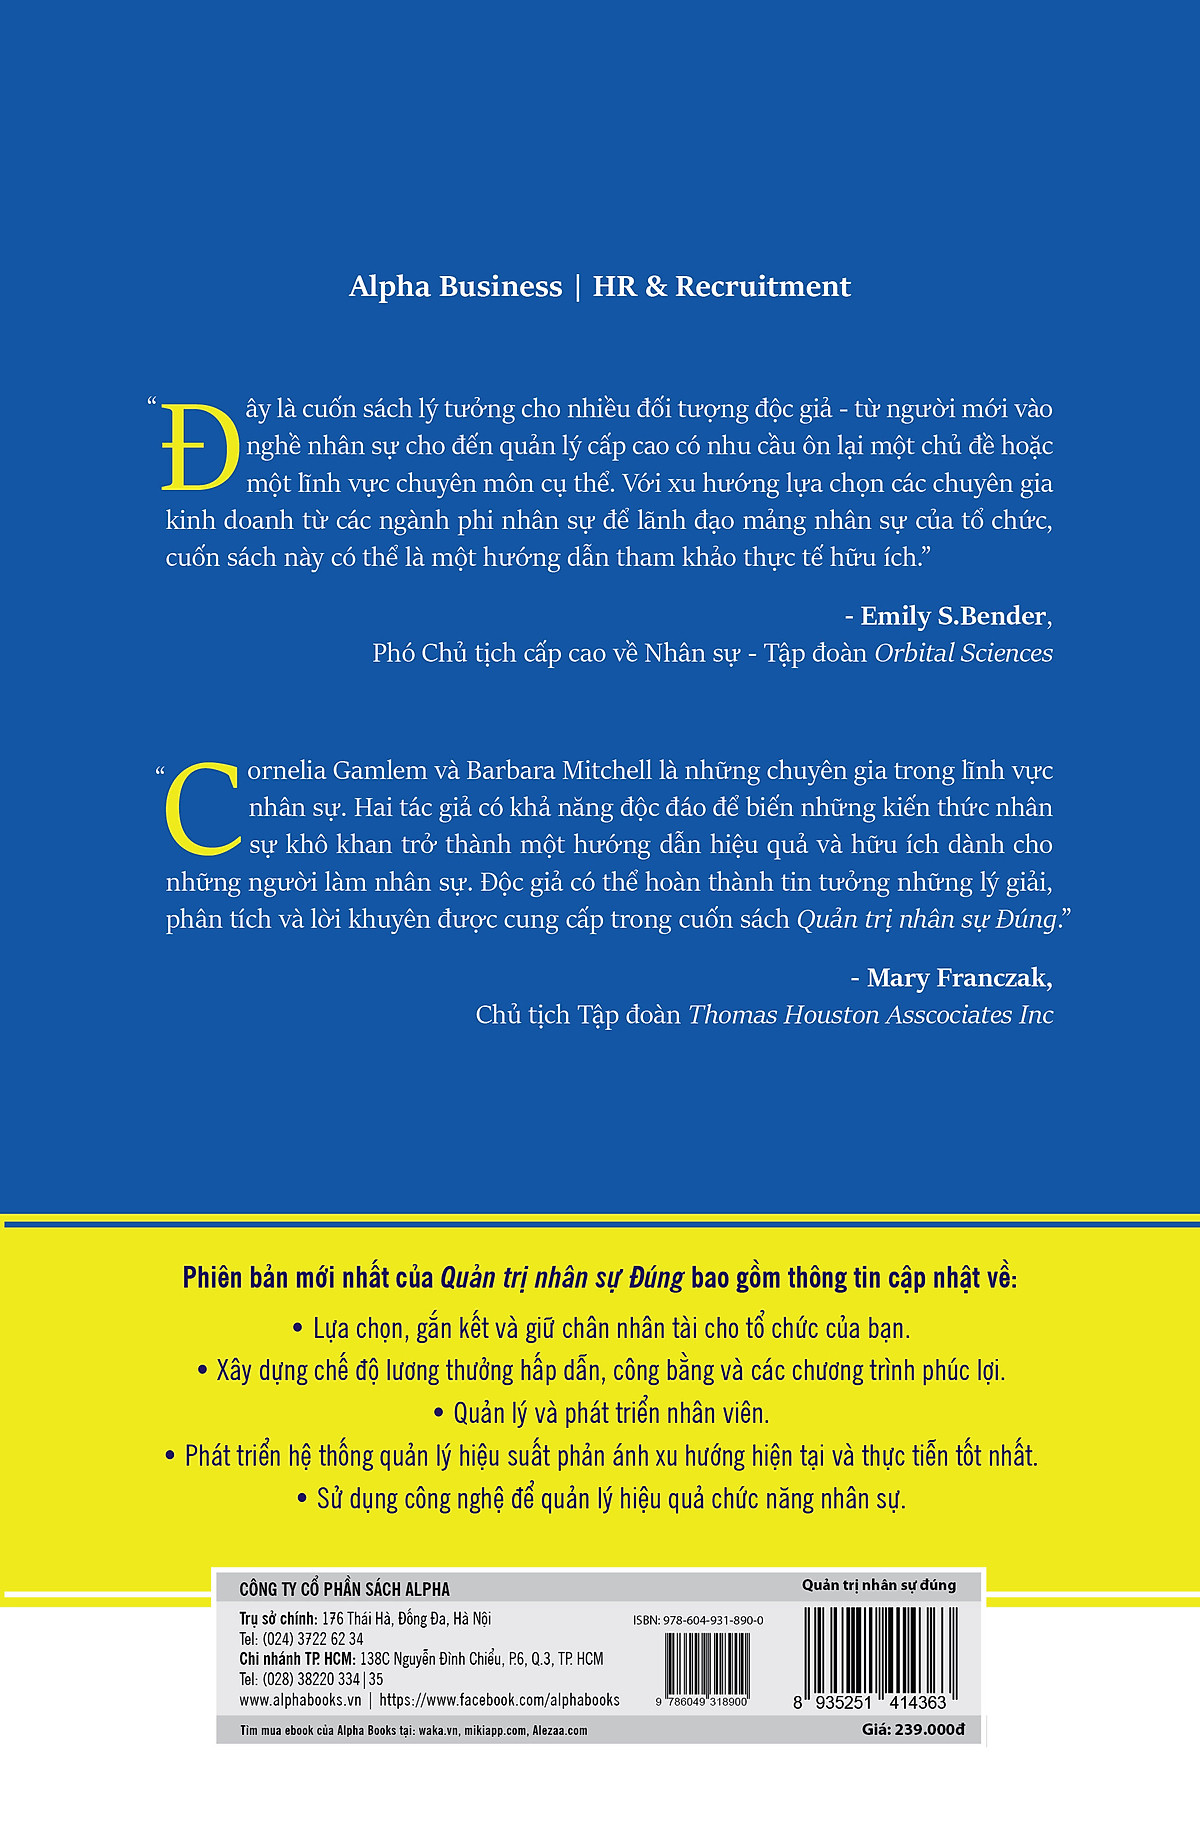 Alpha Business | HR & Recruitment
“Đây là cuốn sách lý tưởng cho nhiều đối tượng độc giả - từ người mới vào
nghề nhân sự cho đến quản lý cấp cao có nhu cầu ôn lại một chủ đề hoặc
một lĩnh vực chuyên môn cụ thể. Với xu hướng lựa chọn các chuyên gia
kinh doanh từ các ngành phi nhân sự để lãnh đạo mảng nhân sự của tổ chức,
cuốn sách này có thể là một hướng dẫn tham khảo thực tế hữu ích.”
- Emily S.Bender,
Phó Chủ tịch cấp cao về Nhân sự - Tập đoàn Orbital Sciences
“Cornelia Gamlem và Barbara Mitchell là những chuyên gia trong lĩnh vực
nhân sự. Hai tác giả có khả năng độc đáo để biến những kiến thức nhân
sự khô khan trở thành một hướng dẫn hiệu quả và hữu ích dành cho
những người làm nhân sự. Độc giả có thể hoàn thành tin tưởng những lý giải,
phân tích và lời khuyên được cung cấp trong cuốn sách Quản trị nhân sự Đúng.”
- Mary Franczak,
Chủ tịch Tập đoàn Thomas Houston Asscociates Inc
Phiên bản mới nhất của Quản trị nhân sự Đúng bao gồm thông tin cập nhật về:
• Lựa chọn, gắn kết và giữ chân nhân tài cho tổ chức của bạn.
• Xây dựng chế độ lương thưởng hấp dẫn, công bằng và các chương trình phúc lợi.
• Quản lý và phát triển nhân viên.
• Phát triển hệ thống quản lý hiệu suất phản ánh xu hướng hiện tại và thực tiễn tốt nhất.
• Sử dụng công nghệ để quản lý hiệu quả chức năng nhân sự.
CÔNG TY CỔ PHẦN SÁCH ALPHA
Trụ sở chính: 176 Thái Hà, Đống Đa, Hà Nội
Tel: (024) 3722 62 34
Chi nhánh TP. HCM: 138C Nguyễn Đình Chiểu, P.6, Q.3, TP. HCM
Tel: (028) 38220 334 | 35
www.alphabooks.vn | https://www.facebook.com/alphabooks
Tìm mua ebook của Alpha Books tại: waka.vn, mikiapp.com, Alezaa.com
ISBN: 978-604-931-890-0
9 786049 318900
Quản trị nhân sự đúng
8 935251 414363
Giá: 239.000đ